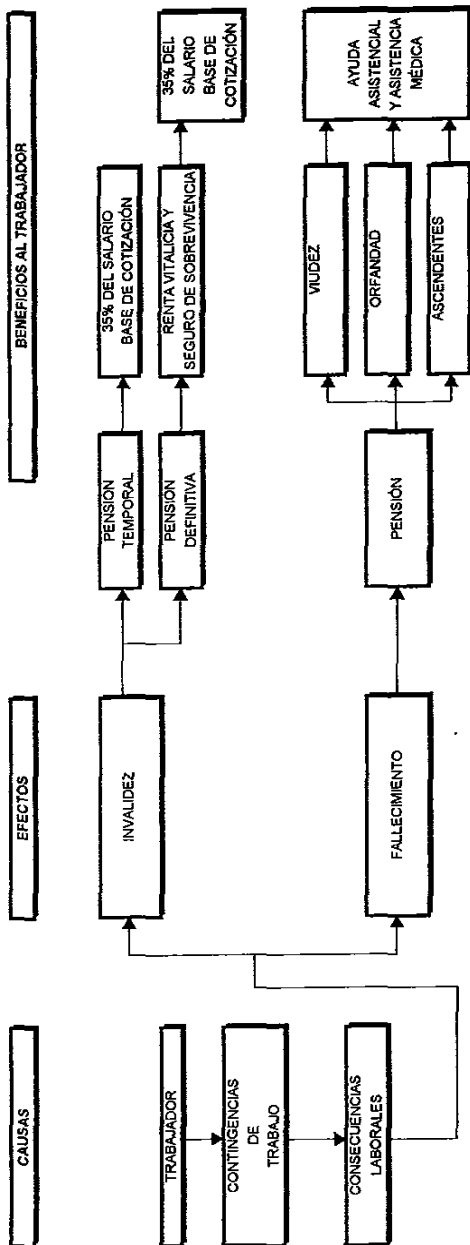 CAUSAS
EFECTOS
BENEFICIOS AL TRABAJADOR
TRABAJADOR
CONTINGENCIAS
DE
TRABAJO
CONSECUENCIAS
LABORALES
INVALIDEZ
PENSION
TEMPORAL
35% DEL SALARIO
BASE DE COTIZACIÓN
PENSIÓN
DEFINITIVA
RENTA VITALICIA Y
SEGURO DE SOBREVIVENCIA
35% DEL
SALARIO
BASE DE
COTIZACIÓN
FALLECIMIENTO
PENSIÓN
VIUDEZ
ORFANDAD
ASCENDENTES
AYUDA
ASISTENCIAL
Y ASISTENCIA
MÉDICA